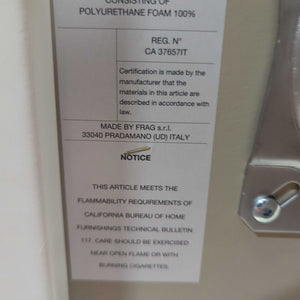 CONSISTING OF
POLYURETHANE FOAM 100%
REG. N°
CA 37657IT
Certification is made by the
manufacturer that the
materials in this article are
described in accordance with
law.
MADE BY FRAG s.r.l.
33040 PRADAMANO (UD) ITALY
NOTICE
THIS ARTICLE MEETS THE
FLAMMABILITY REQUIREMENTS OF
CALIFORNIA BUREAU OF HOME
FURNISHINGS TECHNICAL BULLETIN
117. CARE SHOULD BE EXERCISED
NEAR OPEN FLAME OR WITH
BURNING CIGARETTES.